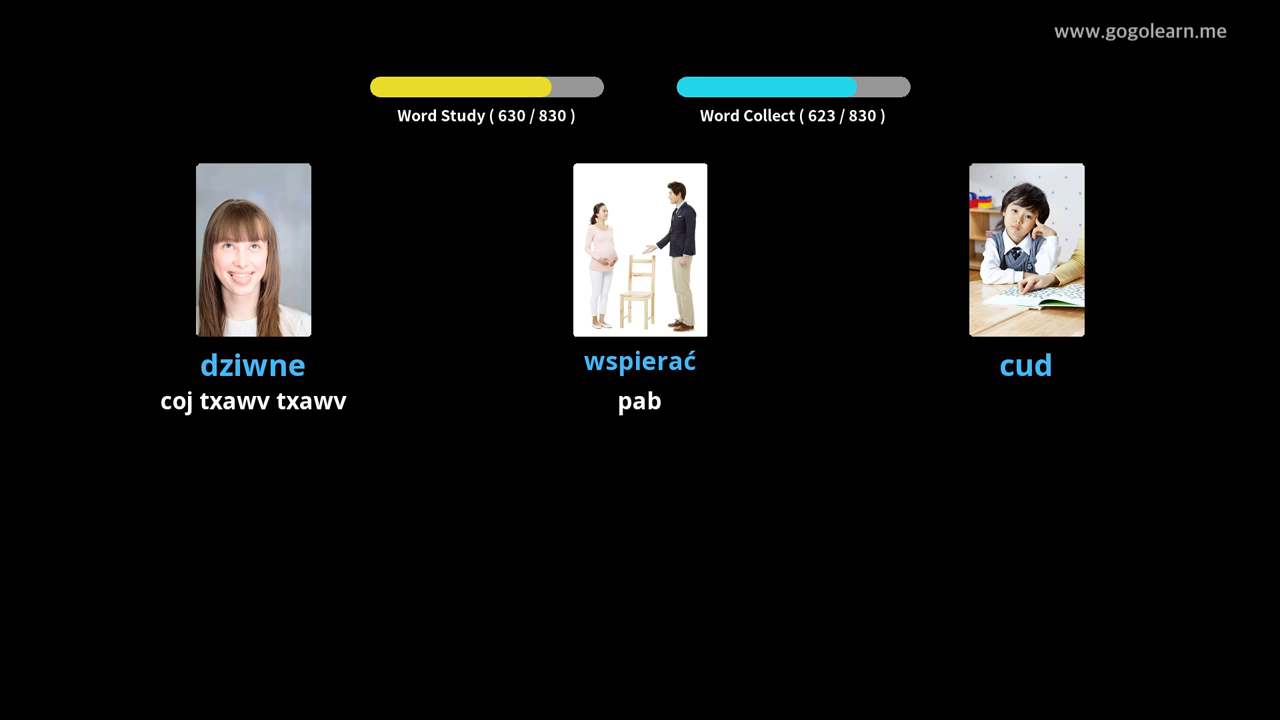 www.gogolearn.me
Word Study ( 630 / 830 )
Word Collect ( 623 / 830 )
dziwne
wspierać
cud
coj txawv txawv
pab